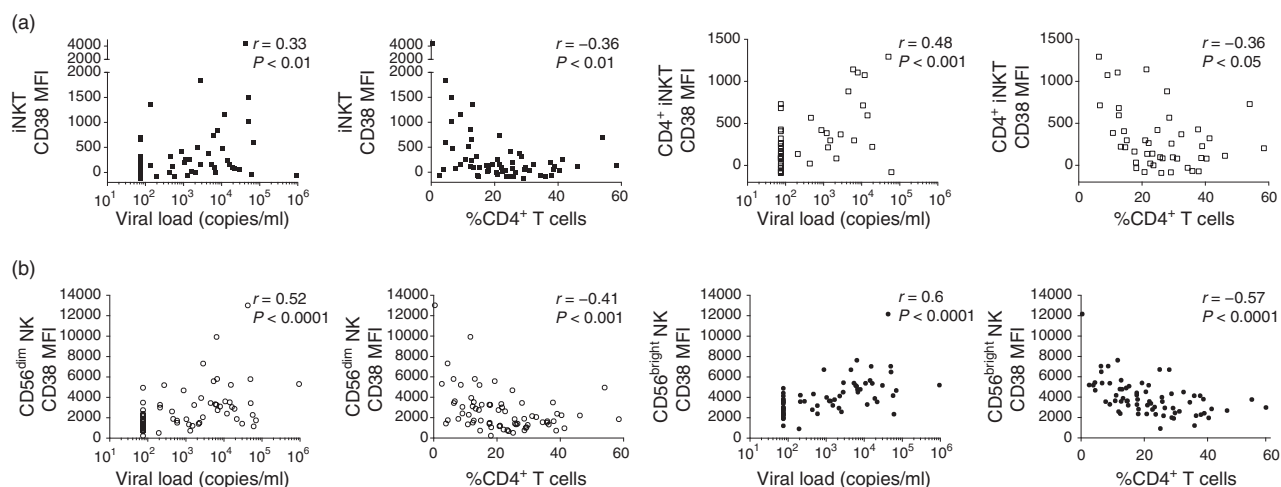 (a)
iNKT
CD38 MFI
4000
2000
2000
1500
1000
500
0
10¹ 10² 10³ 10⁴ 10⁵ 10⁶
Viral load (copies/ml)
r = 0.33
P < 0.01
iNKT
CD38 MFI
4000
2000
2000
1500
1000
500
0
0 20 40 60
%CD4⁺ T cells
r = −0.36
P < 0.01
CD4⁺ iNKT
CD38 MFI
1500
1000
500
0
10¹ 10² 10³ 10⁴ 10⁵ 10⁶
Viral load (copies/ml)
r = 0.48
P < 0.001
CD4⁺ iNKT
CD38 MFI
1500
1000
500
0
0 20 40 60
%CD4⁺ T cells
r = −0.36
P < 0.05
(b)
CD56ᵈⁱᵐ NK
CD38 MFI
14000
12000
10000
8000
6000
4000
2000
0
10¹ 10² 10³ 10⁴ 10⁵ 10⁶
Viral load (copies/ml)
r = 0.52
P < 0.0001
CD56ᵈⁱᵐ NK
CD38 MFI
14000
12000
10000
8000
6000
4000
2000
0
0 20 40 60
%CD4⁺ T cells
r = −0.41
P < 0.001
CD56ᵇʳⁱᵍʰᵗ NK
CD38 MFI
14000
12000
10000
8000
6000
4000
2000
0
10¹ 10² 10³ 10⁴ 10⁵ 10⁶
Viral load (copies/ml)
r = 0.6
P < 0.0001
CD56ᵇʳⁱᵍʰᵗ NK
CD38 MFI
14000
12000
10000
8000
6000
4000
2000
0
0 20 40 60
%CD4⁺ T cells
r = −0.57
P < 0.0001